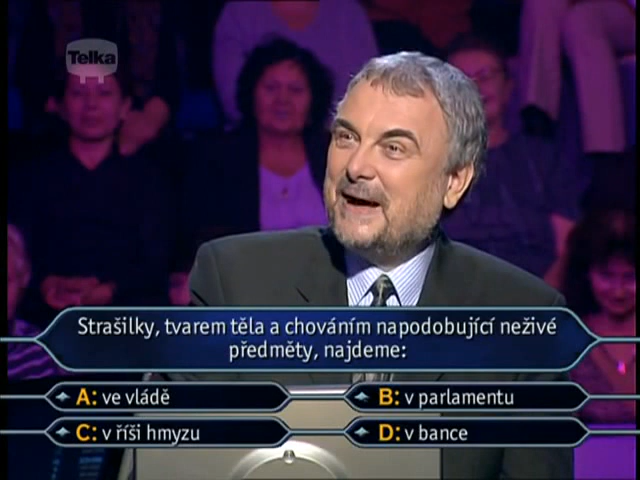 Telka
Strašilky, tvarem těla a chováním napodobující neživé
předměty, najdeme:
A: ve vládě
B: v parlamentu
C: v říši hmyzu
D: v bance